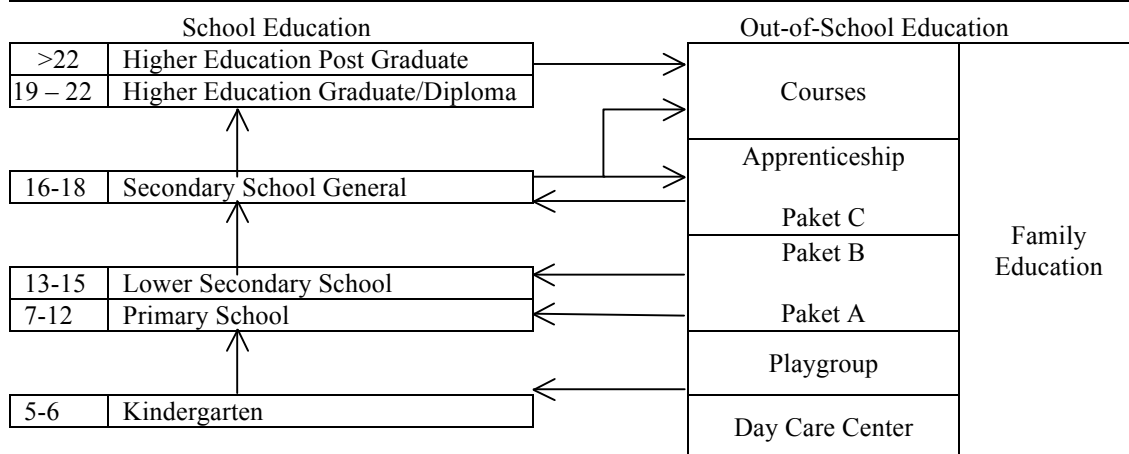 School Education
Out-of-School Education
>22 Higher Education Post Graduate
19 – 22 Higher Education Graduate/Diploma
16-18 Secondary School General
13-15 Lower Secondary School
7-12 Primary School
5-6 Kindergarten
Courses
Apprenticeship
Paket C
Paket B
Paket A
Playgroup
Day Care Center
Family
Education